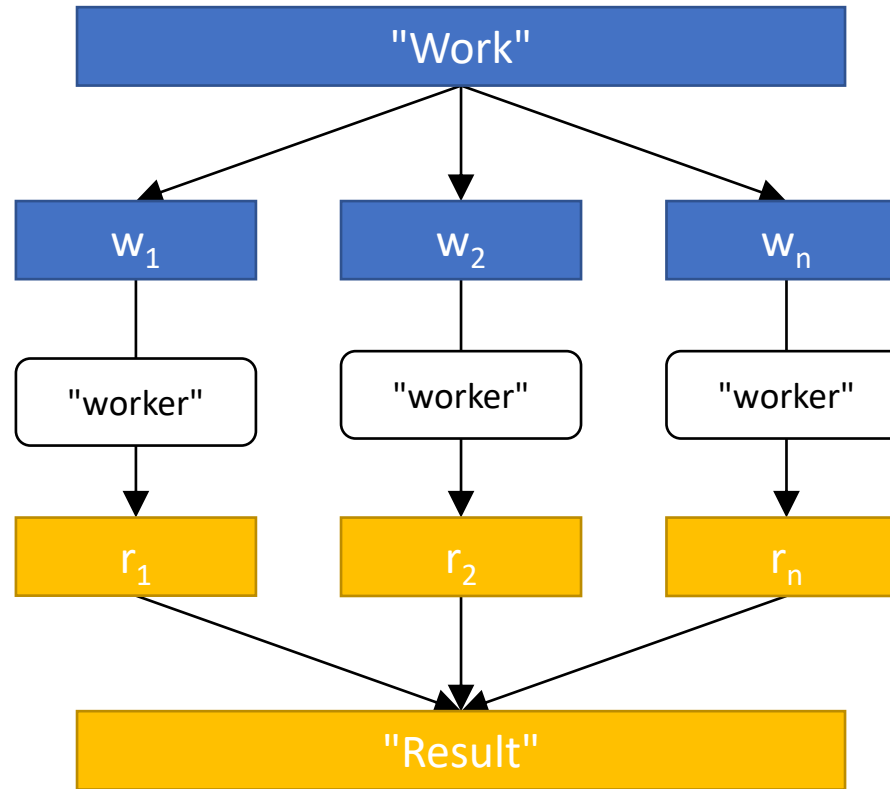 "Work"
w₁ w₂ wₙ
"worker" "worker" "worker"
r₁ r₂ rₙ
"Result"